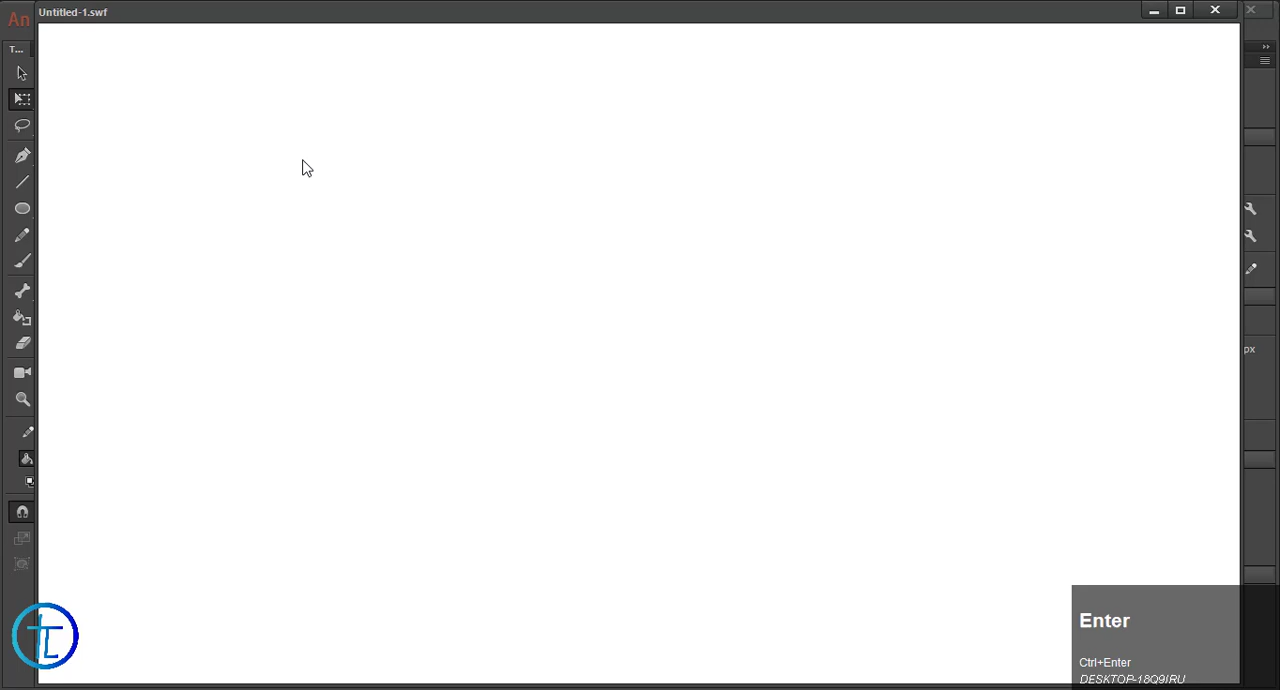 An
Untitled-1.swf
T...
px
Enter
Ctrl+Enter
DESKTOP-18Q9IRU